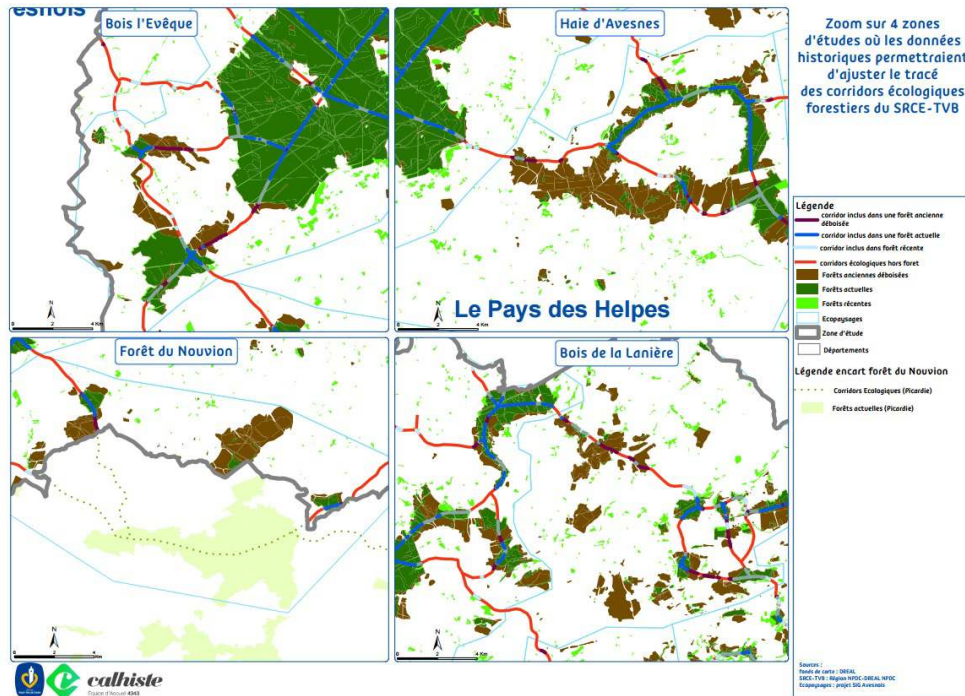 esnois
Bois l'Evêque
Haie d'Avesnes
Zoom sur 4 zones
d'études où les données
historiques permettraient
d'ajuster le tracé
des corridors écologiques
forestiers du SRCE-TVB
N
0 2 4 Km
N
0 2 4 Km
Le Pays des Helpes
Légende
corridor inclus dans une forêt ancienne
déboisée
corridor inclus dans une forêt actuelle
corridor inclus dans forêt récente
corridors écologiques hors foret
Forêts anciennes déboisées
Forêts actuelles
Forêts récentes
Ecopaysages
Zone d'étude
Départements
Légende encart forêt du Nouvion
Corridors Ecologiques (Picardie)
Forêts actuelles (Picardie)
Forêt du Nouvion
Bois de la Lanière
N
0 2 4 Km
N
0 2 4 Km
calhiste
Équipe d'Accueil 4343
Sources :
Fonds de carte : DREAL
SRCE-TVB : Région NPDC-DREAL NPDC
Ecopaysages : projet SIG Avesnois